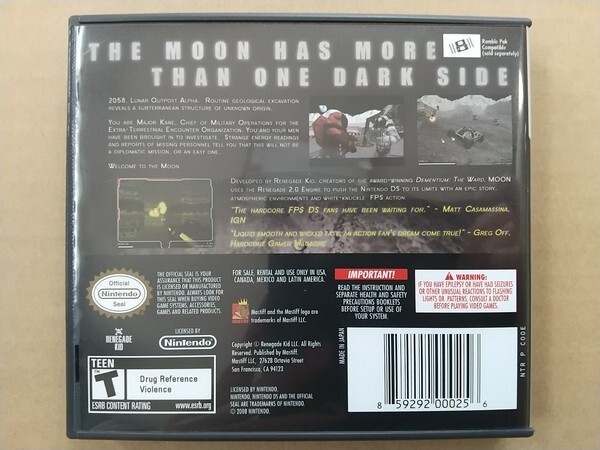 THE MOON HAS MORE
THAN ONE DARK SIDE
Rumble Pak
Compatible
(sold separately)
2058, Lunar Outpost Alpha. Routine geological excavation
reveals a subterranean structure of unknown origin.
You are Major Kane, Chief of Military Operations for the
Extra-Terrestrial Encounter Organization. You and your men
have been brought in to investigate. Strange energy readings
and reports of missing personnel tell you that this will not be
a diplomatic mission, or an easy one.
Welcome to the Moon.
Developed by Renegade Kid, creators of the award-winning Dementium: The Ward, MOON
uses the Renegade 2.0 Engine to push the Nintendo DS to its limits with an epic story,
atmospheric environments and white-knuckle FPS action.
"The hardcore FPS DS fans have been waiting for." - Matt Casamassina,
IGN
"Liquid smooth and wicked fast, an action fan's dream come true!" - Greg Off,
Hardcore Gamer Magazine
Official
Nintendo
Seal
THE OFFICIAL SEAL IS YOUR
ASSURANCE THAT THIS PRODUCT
IS LICENSED OR MANUFACTURED
BY NINTENDO. ALWAYS LOOK FOR
THIS SEAL WHEN BUYING VIDEO
GAME SYSTEMS, ACCESSORIES,
GAMES AND RELATED PRODUCTS.
FOR SALE, RENTAL AND USE ONLY IN USA,
CANADA, MEXICO AND LATIN AMERICA.
Mastiff and the Mastiff logo are
trademarks of Mastiff LLC.
IMPORTANT!
READ THE INSTRUCTION AND
SEPARATE HEALTH AND SAFETY
PRECAUTIONS BOOKLETS
BEFORE SETUP OR USE OF
YOUR SYSTEM.
WARNING:
IF YOU HAVE EPILEPSY OR HAVE HAD SEIZURES
OR OTHER UNUSUAL REACTIONS TO FLASHING
LIGHTS OR PATTERNS, CONSULT A DOCTOR
BEFORE PLAYING VIDEO GAMES.
RENEGADE
KID
LICENSED BY
Nintendo
Copyright © Renegade Kid LLC. All Rights
Reserved. Published by Mastiff.
Mastiff, 2762B Octavia Street
San Francisco, CA 94123
TEEN
T
Drug Reference
Violence
ESRB CONTENT RATING
www.esrb.org
LICENSED BY NINTENDO.
NINTENDO, NINTENDO DS AND THE OFFICIAL
SEAL ARE TRADEMARKS OF NINTENDO.
© 2008 NINTENDO.
MADE IN JAPAN
8 59292 00025 6
NTR P CODE